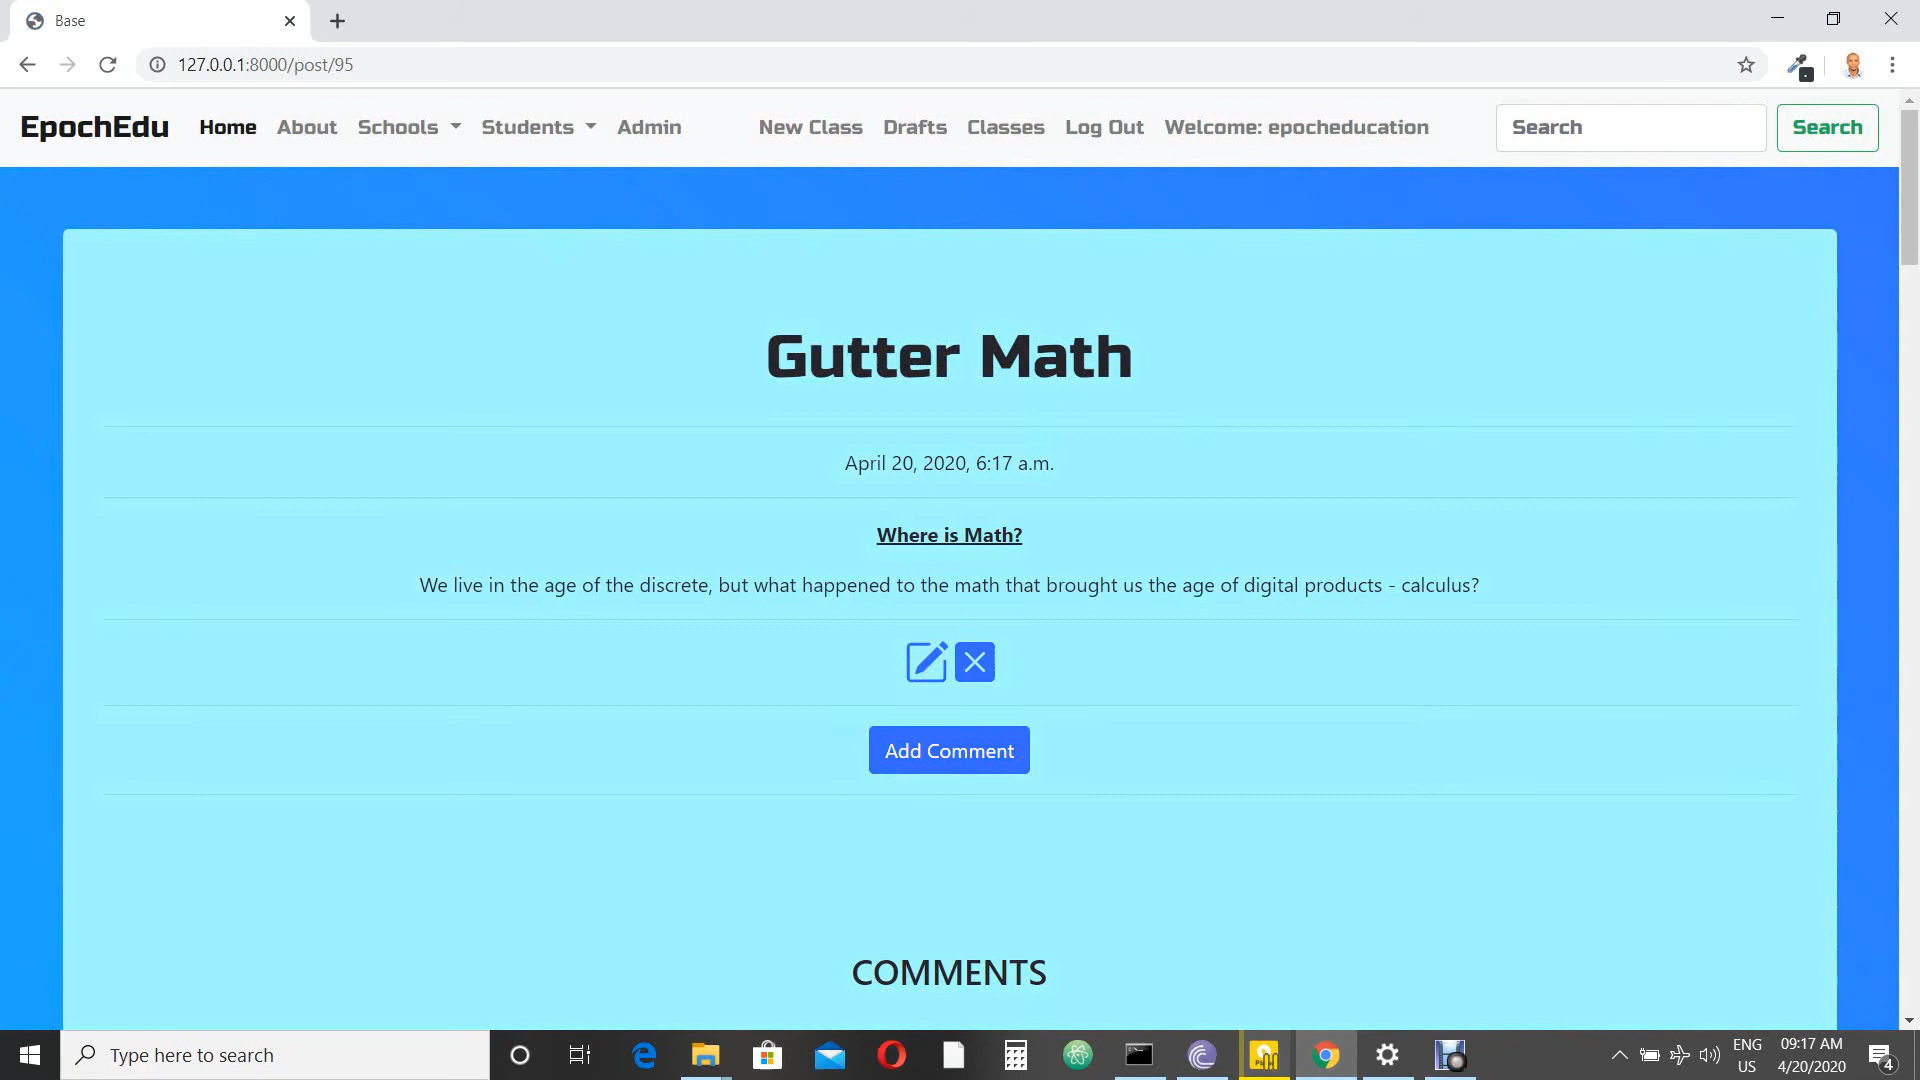 Base
127.0.0.1:8000/post/95
EpochEdu Home About Schools Students Admin New Class Drafts Classes Log Out Welcome: epocheducation Search Search
Gutter Math
April 20, 2020, 6:17 a.m.
Where is Math?
We live in the age of the discrete, but what happened to the math that brought us the age of digital products - calculus?
Add Comment
COMMENTS
Type here to search
ENG
US
09:17 AM
4/20/2020
4